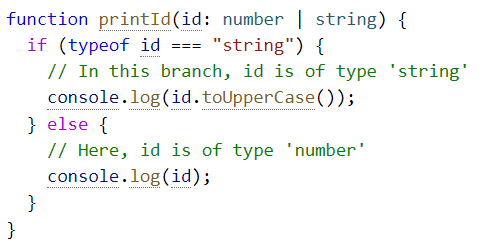 function printId(id: number | string) {
  if (typeof id === "string") {
    // In this branch, id is of type 'string'
    console.log(id.toUpperCase());
  } else {
    // Here, id is of type 'number'
    console.log(id);
  }
}